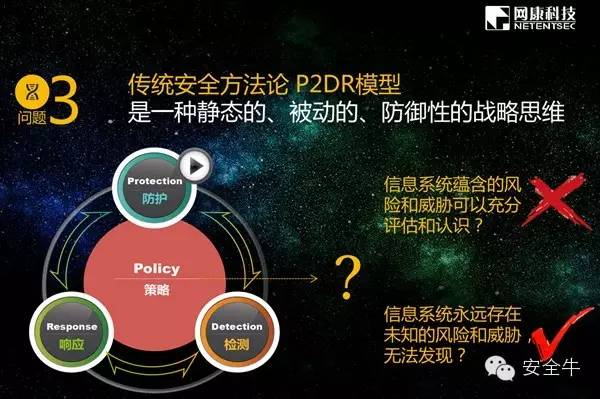 网康科技
NETENTSEC
问题3
传统安全方法论 P2DR模型
是一种静态的、被动的、防御性的战略思维
Protection
防护
Policy
策略
Response
响应
Detection
检测
?
信息系统蕴含的风
险和威胁可以充分
评估和认识？
信息系统永远存在
未知的风险和威胁，
无法发现？
安全牛